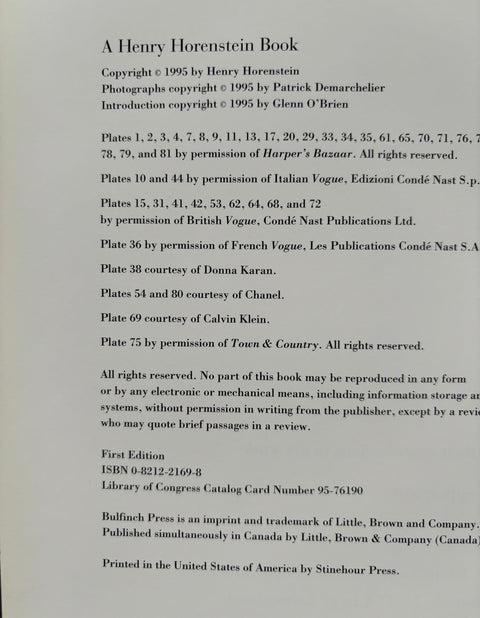 A Henry Horenstein Book
Copyright © 1995 by Henry Horenstein
Photographs copyright © 1995 by Patrick Demarchelier
Introduction copyright © 1995 by Glenn O'Brien
Plates 1, 2, 3, 4, 7, 8, 9, 11, 13, 17, 20, 29, 33, 34, 35, 61, 65, 70, 71, 76,
78, 79, and 81 by permission of Harper's Bazaar. All rights reserved.
Plates 10 and 44 by permission of Italian Vogue, Edizioni Condé Nast S.p.
Plates 15, 31, 41, 42, 53, 62, 64, 68, and 72
by permission of British Vogue, Condé Nast Publications Ltd.
Plate 36 by permission of French Vogue, Les Publications Condé Nast S.A
Plate 38 courtesy of Donna Karan.
Plates 54 and 80 courtesy of Chanel.
Plate 69 courtesy of Calvin Klein.
Plate 75 by permission of Town & Country. All rights reserved.
All rights reserved. No part of this book may be reproduced in any form
or by any electronic or mechanical means, including information storage
systems, without permission in writing from the publisher, except by a
who may quote brief passages in a review.
First Edition
ISBN 0-8212-2169-8
Library of Congress Catalog Card Number 95-76190
Bulfinch Press is an imprint and trademark of Little, Brown and Company.
Published simultaneously in Canada by Little, Brown & Company (Canada)
Printed in the United States of America by Stinehour Press.